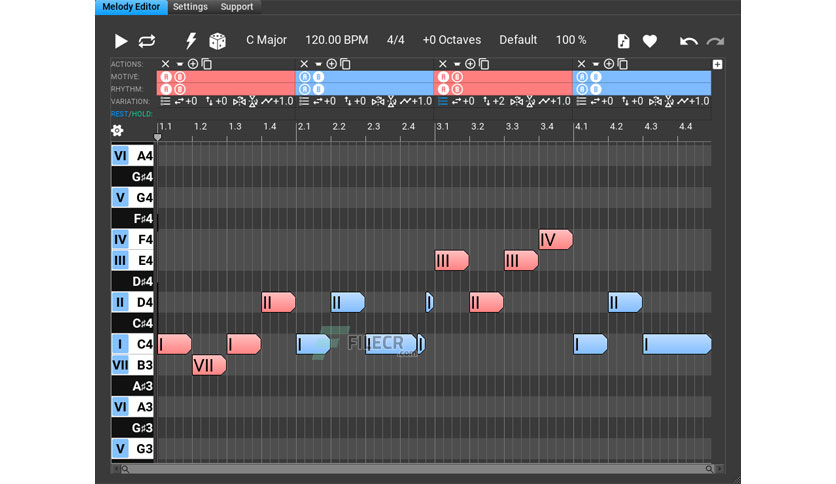 Melody Editor Settings Support
C Major 120.00 BPM 4/4 +0 Octaves Default 100 %
ACTIONS:
MOTIVE: A B A B A B A B
RHYTHM: A B A B A B A B
VARIATION: +0 +0 +1.0 +0 +0 +1.0 +0 +2 +1.0 +0 +0 +1.0
REST/HOLD:
1.1 1.2 1.3 1.4 2.1 2.2 2.3 2.4 3.1 3.2 3.3 3.4 4.1 4.2 4.3 4.4
VI A4
G♯4
V G4
F♯4
IV F4 IV
III E4 III III
D♯4
II D4 II II I II II
C♯4
I C4 I I I I I I I
FILECR
.com
VII B3 VII
A♯3
VI A3
G♯3
V G3